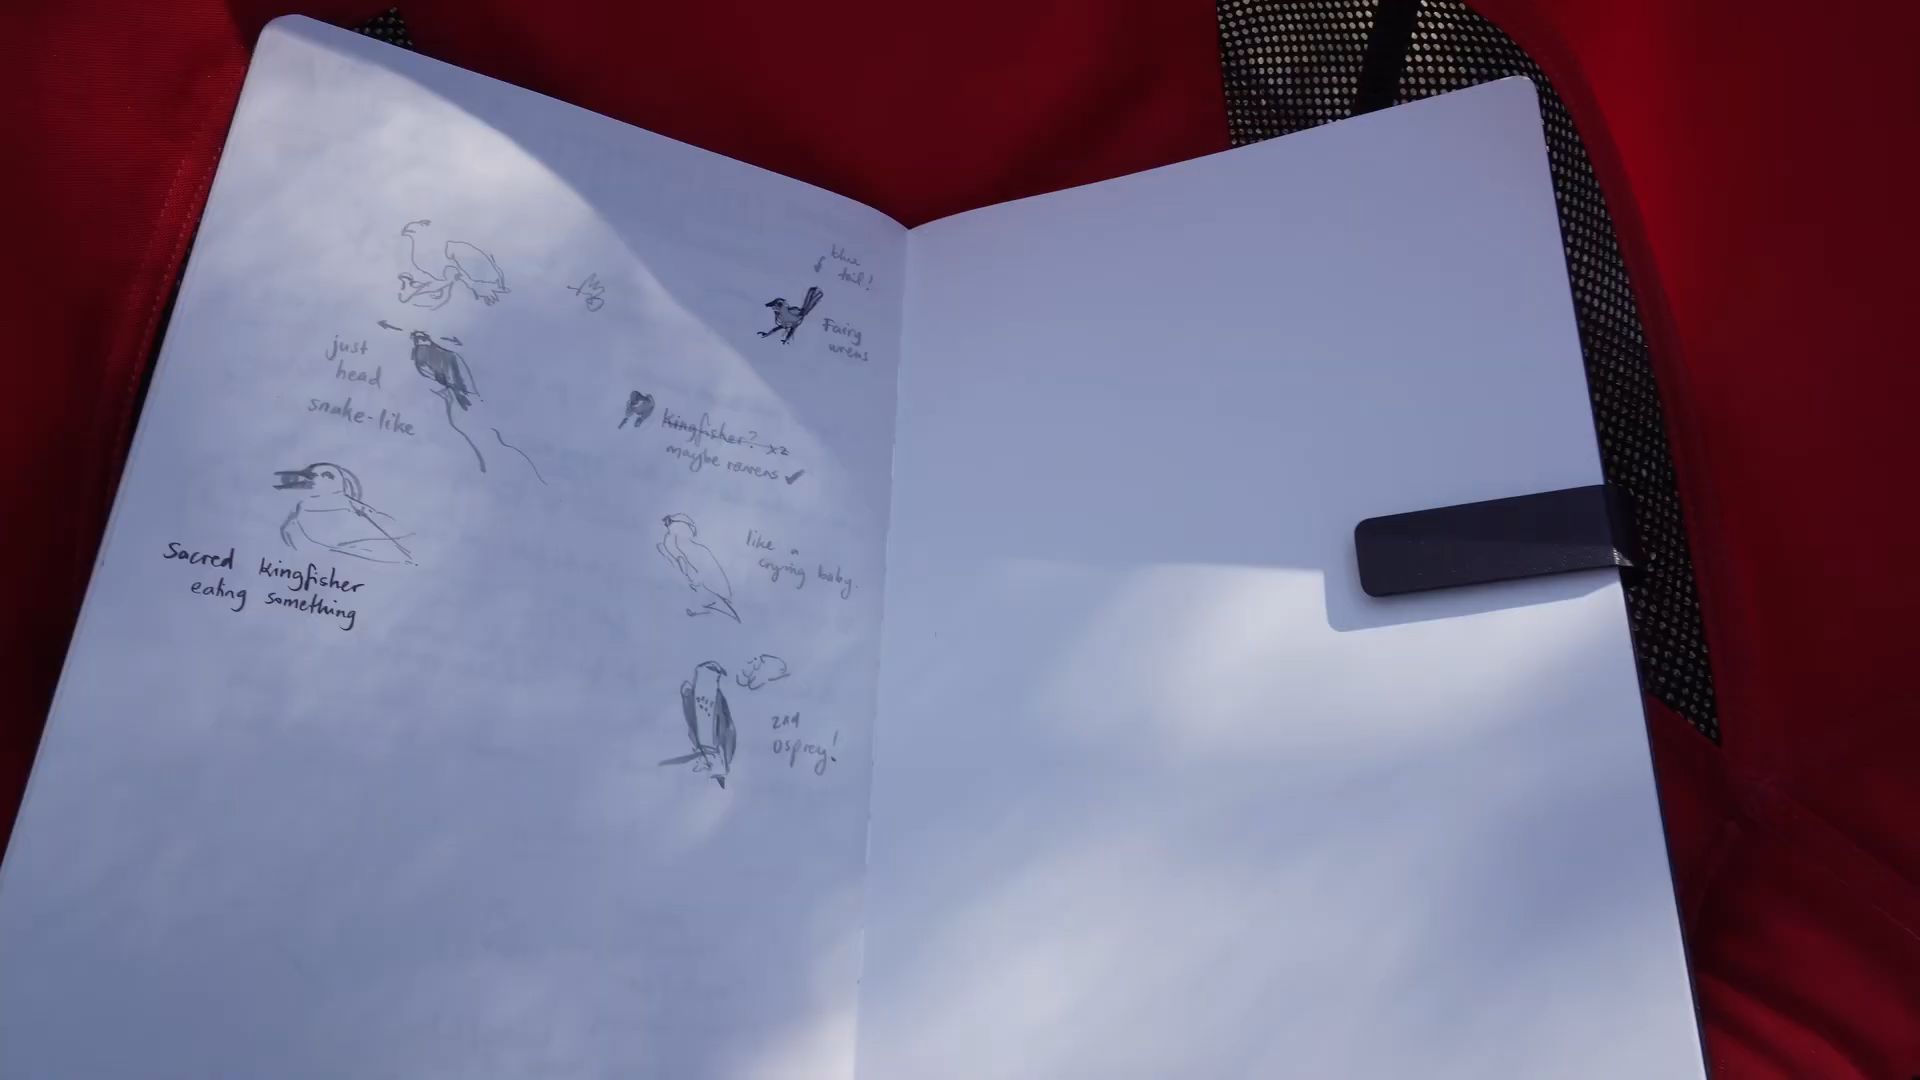 just
head
snake-like
Sacred Kingfisher
eating something
blue
tail!
Fairy
wrens
Kingfisher? x2
maybe ravens ✓
like a
crying baby.
2nd
osprey!